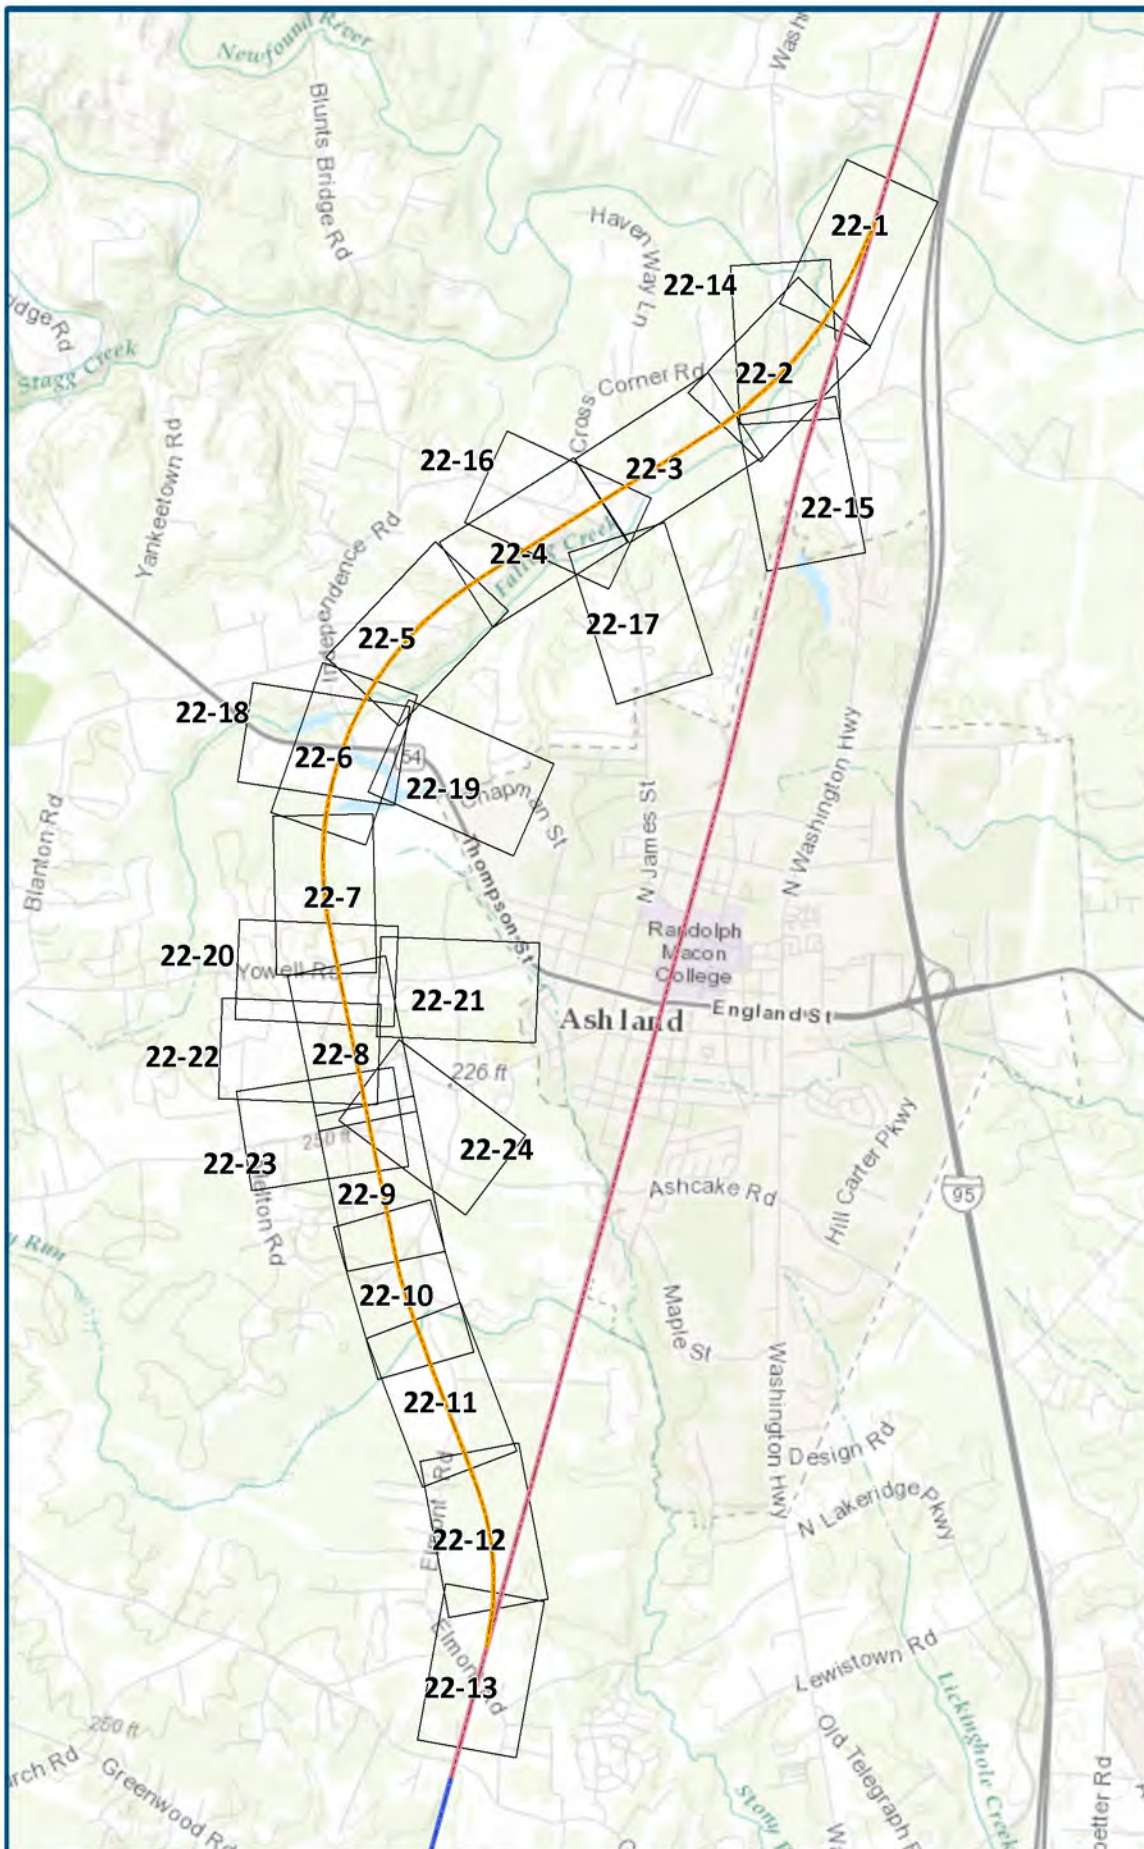 Newfound River
Blunts Bridge Rd
Haven Way Ln
22-1
22-14
Stagg Creek
22-2
Cross Corner Rd
22-3
22-16
Yankeetown Rd
22-15
Independence Rd
22-4
Falling Creek
22-5
22-17
22-18
22-6
54
22-19
Chapman St
N James St
N Washington Hwy
Blanton Rd
Thompson St
22-7
Randolph
Macon
College
22-20
Yowell Rd
22-21
England St
Ashland
22-22
22-8
226 ft
250 ft
22-24
22-23
Hill Carter Pkwy
22-9
Ashcake Rd
95
22-10
Maple St
22-11
Washington Hwy
Design Rd
N Lakeridge Pkwy
Elmont Rd
22-12
Elmont Rd
22-13
Lewistown Rd
Lickinghole Creek
250 ft
Greenwood Rd
Old Telegraph